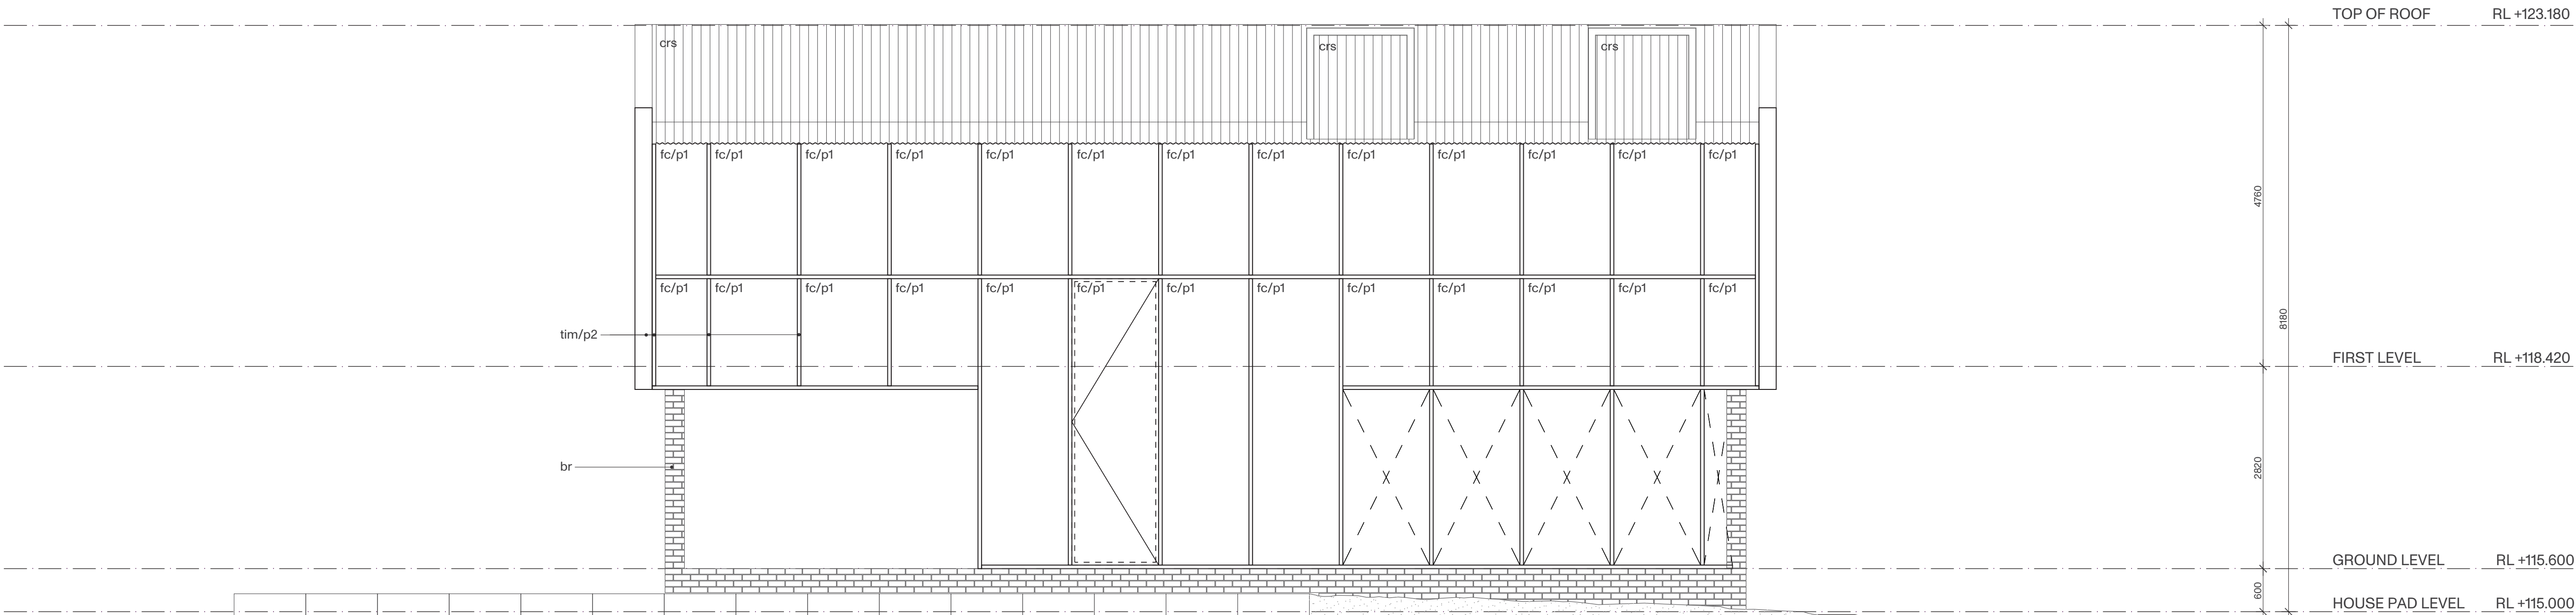 TOP OF ROOF RL +123.180
crs crs crs
fc/p1 fc/p1 fc/p1 fc/p1 fc/p1 fc/p1 fc/p1 fc/p1 fc/p1 fc/p1 fc/p1 fc/p1 fc/p1
4760
fc/p1 fc/p1 fc/p1 fc/p1 fc/p1 fc/p1 fc/p1 fc/p1 fc/p1 fc/p1 fc/p1 fc/p1 fc/p1
8180
tim/p2
FIRST LEVEL RL +118.420
br
2820
GROUND LEVEL RL +115.600
600
HOUSE PAD LEVEL RL +115.000